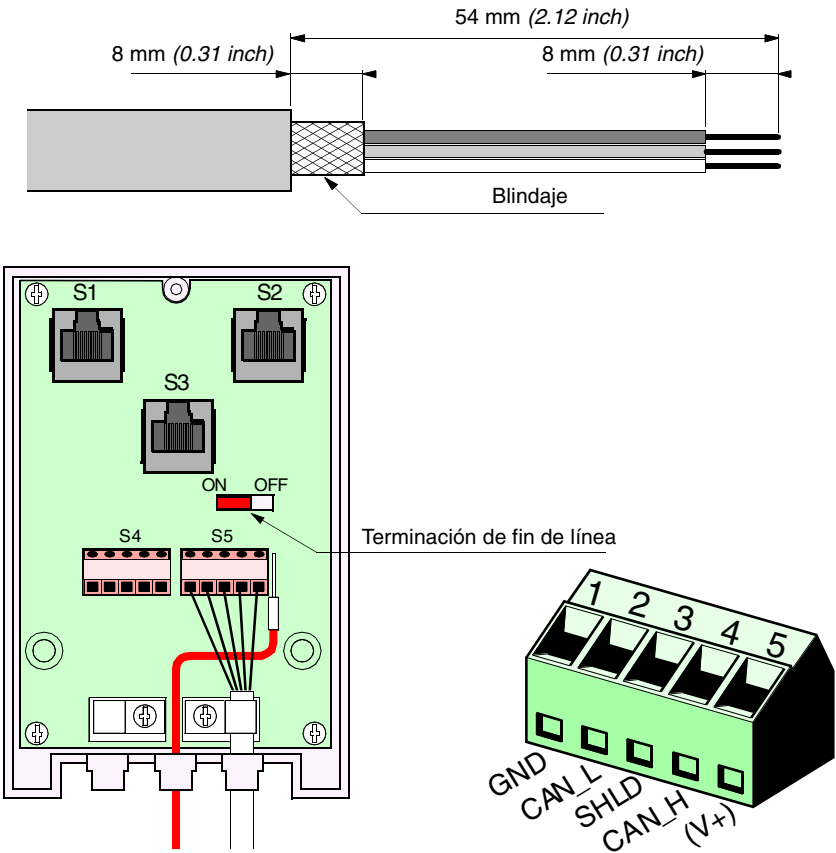 54 mm (2.12 inch)
8 mm (0.31 inch)
8 mm (0.31 inch)
Blindaje
S1
S2
S3
ON OFF
S4
S5
Terminación de fin de línea
1 2 3 4 5
GND
CAN_L
SHLD
CAN_H
(V+)